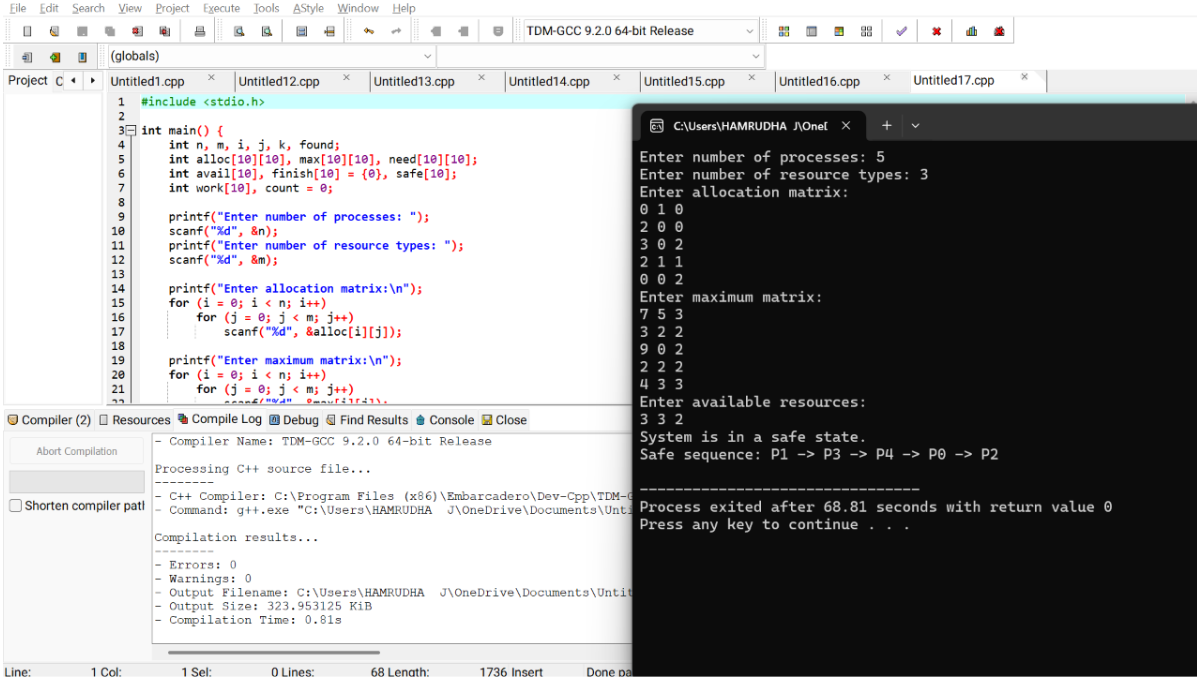 File Edit Search View Project Execute Tools AStyle Window Help
TDM-GCC 9.2.0 64-bit Release
(globals)
Project C Untitled1.cpp Untitled12.cpp Untitled13.cpp Untitled14.cpp Untitled15.cpp Untitled16.cpp Untitled17.cpp
1 #include <stdio.h>
2
3 int main() {
4 int n, m, i, j, k, found;
5 int alloc[10][10], max[10][10], need[10][10];
6 int avail[10], finish[10] = {0}, safe[10];
7 int work[10], count = 0;
8
9 printf("Enter number of processes: ");
10 scanf("%d", &n);
11 printf("Enter number of resource types: ");
12 scanf("%d", &m);
13
14 printf("Enter allocation matrix:\n");
15 for (i = 0; i < n; i++)
16 for (j = 0; j < m; j++)
17 scanf("%d", &alloc[i][j]);
18
19 printf("Enter maximum matrix:\n");
20 for (i = 0; i < n; i++)
21 for (j = 0; j < m; j++)
22 scanf("%d", &max[i][j]);
C:\Users\HAMRUDHA J\OneD
Enter number of processes: 5
Enter number of resource types: 3
Enter allocation matrix:
0 1 0
2 0 0
3 0 2
2 1 1
0 0 2
Enter maximum matrix:
7 5 3
3 2 2
9 0 2
2 2 2
4 3 3
Enter available resources:
3 3 2
System is in a safe state.
Safe sequence: P1 -> P3 -> P4 -> P0 -> P2
--------------------------------
Process exited after 68.81 seconds with return value 0
Press any key to continue . . .
Compiler (2) Resources Compile Log Debug Find Results Console Close
Abort Compilation
Shorten compiler path
- Compiler Name: TDM-GCC 9.2.0 64-bit Release
Processing C++ source file...
--------
- C++ Compiler: C:\Program Files (x86)\Embarcadero\Dev-Cpp\TDM-G
- Command: g++.exe "C:\Users\HAMRUDHA J\OneDrive\Documents\Unti
Compilation results...
--------
- Errors: 0
- Warnings: 0
- Output Filename: C:\Users\HAMRUDHA J\OneDrive\Documents\Untit
- Output Size: 323.953125 KiB
- Compilation Time: 0.81s
Line: 1 Col: 1 Sel: 0 Lines: 68 Length: 1736 Insert Done pa